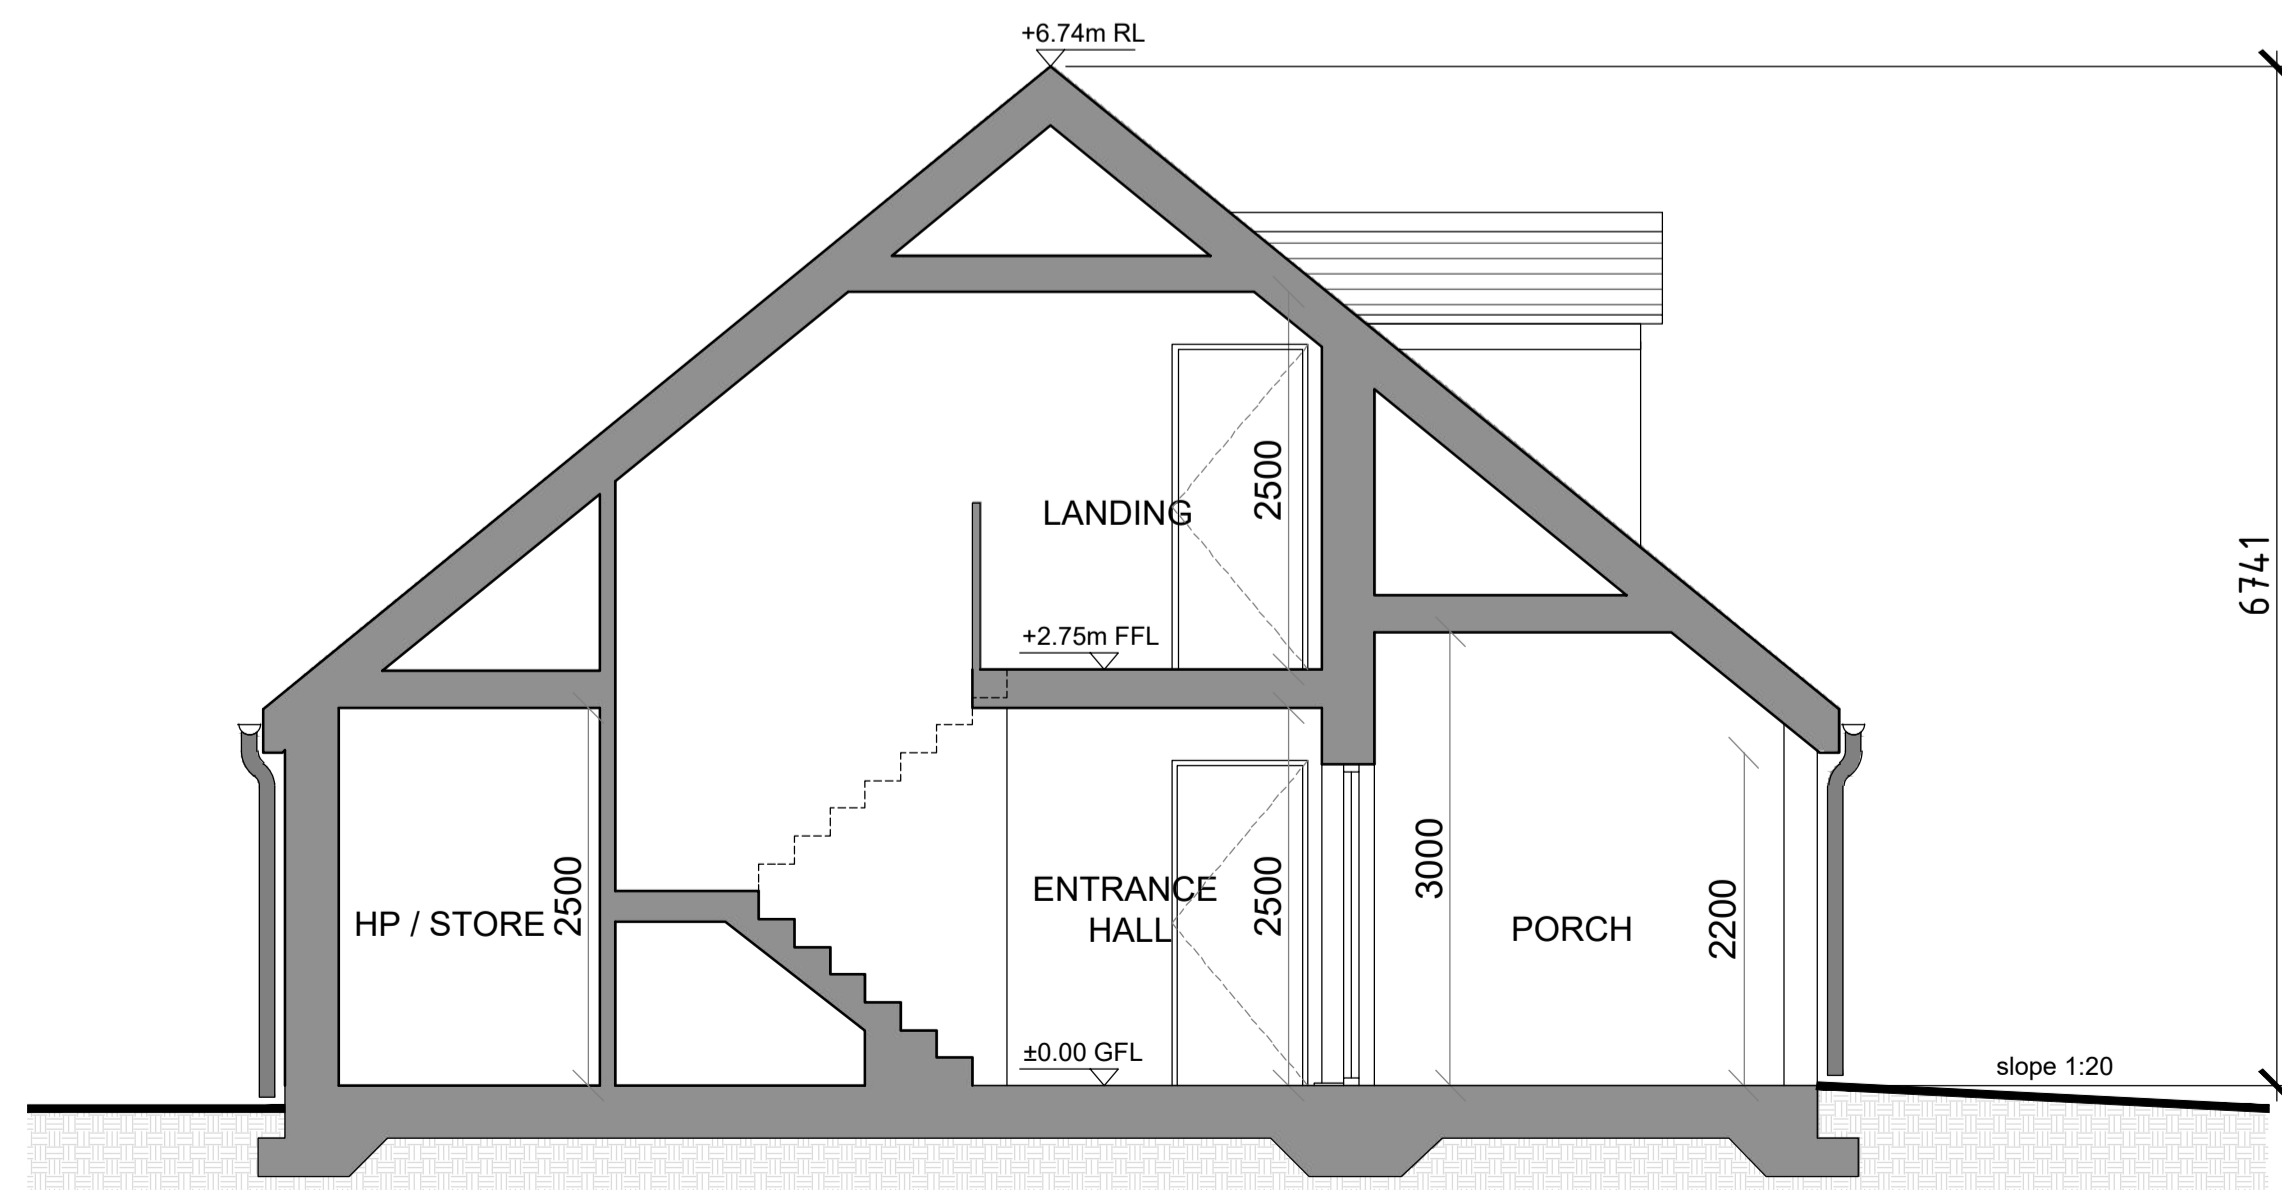 +6.74m RL
2500
LANDING
6741
+2.75m FFL
3000
2500
2500
ENTRANCE
HALL
2200
HP / STORE
PORCH
±0.00 GFL
slope 1:20